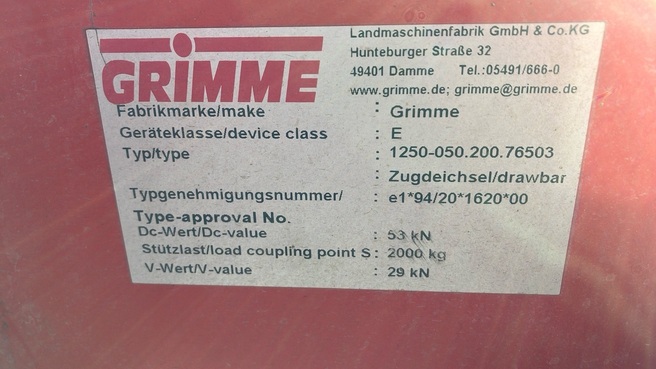 GRIMME
Landmaschinenfabrik GmbH & Co.KG
Hunteburger Straße 32
49401 Damme Tel.:05491/666-0
www.grimme.de; grimme@grimme.de
Fabrikmarke/make : Grimme
Geräteklasse/device class : E
Typ/type : 1250-050.200.76503
: Zugdeichsel/drawbar
Typgenehmigungsnummer/ : e1*94/20*1620*00
Type-approval No.
Dc-Wert/Dc-value : 53 kN
Stützlast/load coupling point S : 2000 kg
V-Wert/V-value : 29 kN